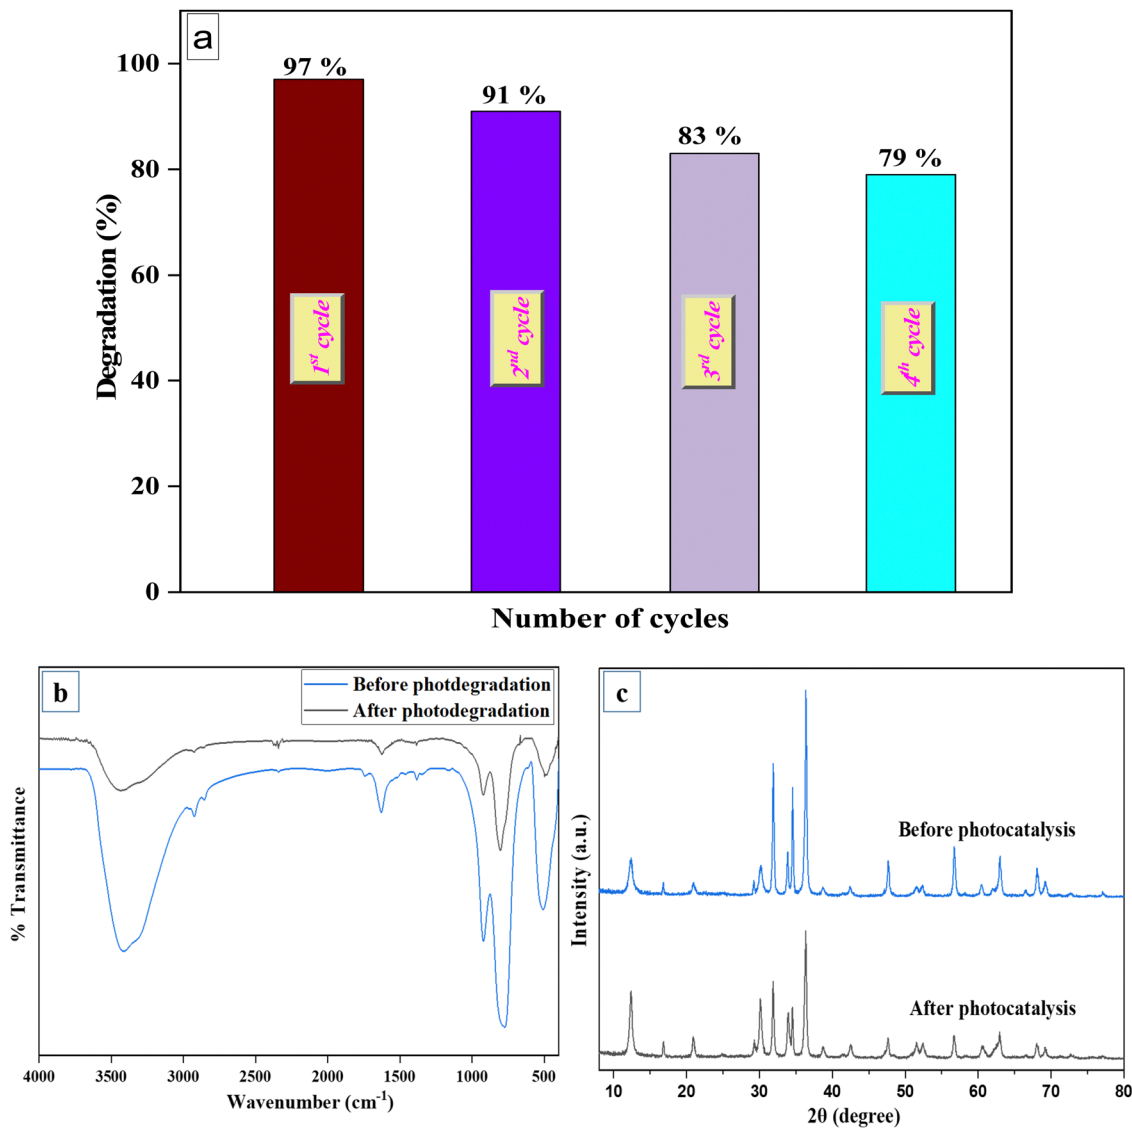 a
Degradation (%)
100
80
60
40
20
0
97 %
91 %
83 %
79 %
1st cycle
2nd cycle
3rd cycle
4th cycle
Number of cycles
b
Before photdegradation
After photodegradation
% Transmittance
4000 3500 3000 2500 2000 1500 1000 500
Wavenumber (cm-1)
c
Before photocatalysis
After photocatalysis
Intensity (a.u.)
10 20 30 40 50 60 70 80
2θ (degree)